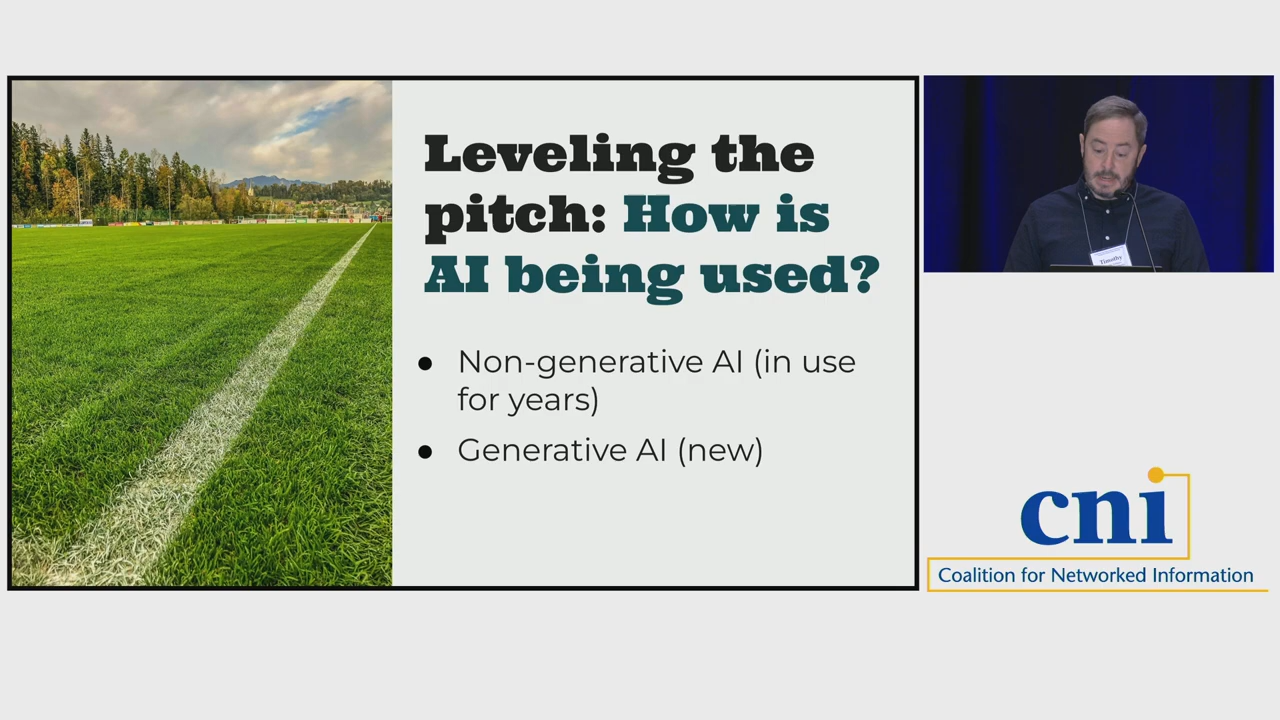 Leveling the
pitch: How is
AI being used?
● Non-generative AI (in use
for years)
● Generative AI (new)
Timothy
cni
Coalition for Networked Information